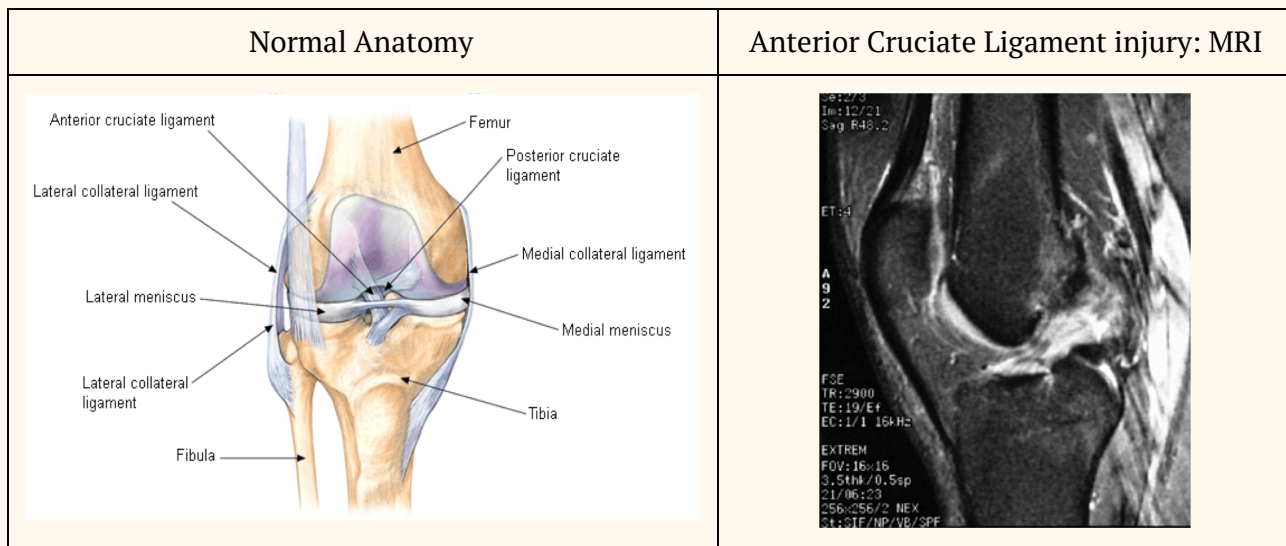 Normal Anatomy
Anterior Cruciate Ligament injury: MRI
Anterior cruciate ligament
Femur
Posterior cruciate
ligament
Lateral collateral ligament
Medial collateral ligament
Lateral meniscus
Medial meniscus
Lateral collateral
ligament
Tibia
Fibula
Se:2/3
Im:12/21
Sag R48.2
ET:4
A
9
2
FSE
TR:2900
TE:19/Ef
EC:1/1 16kHz
EXTREM
FOV:16x16
3.5thk/0.5sp
21/06:23
256x256/2 NEX
St:SIF/NP/VB/SPF